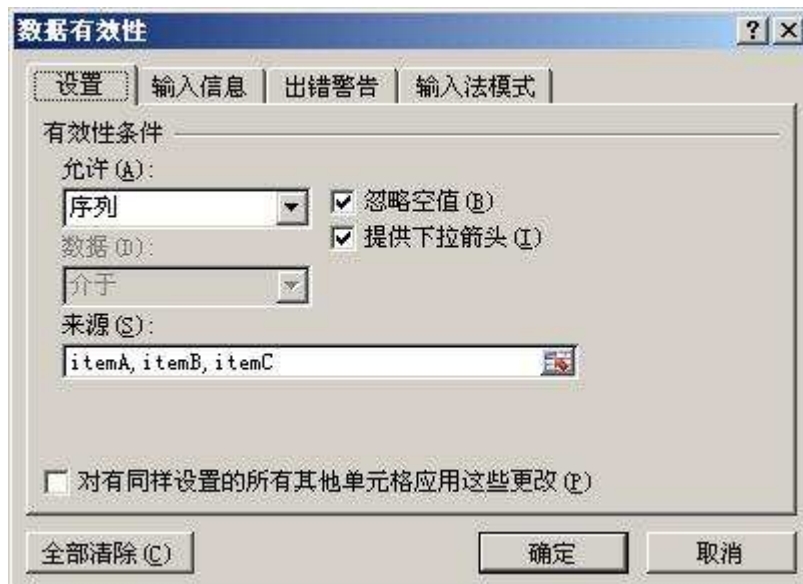 数据有效性
设置 输入信息 出错警告 输入法模式
有效性条件
允许(A):
序列 忽略空值(B)
数据(D): 提供下拉箭头(I)
介于
来源(S):
itemA,itemB,itemC
对有同样设置的所有其他单元格应用这些更改(P)
全部清除(C) 确定 取消